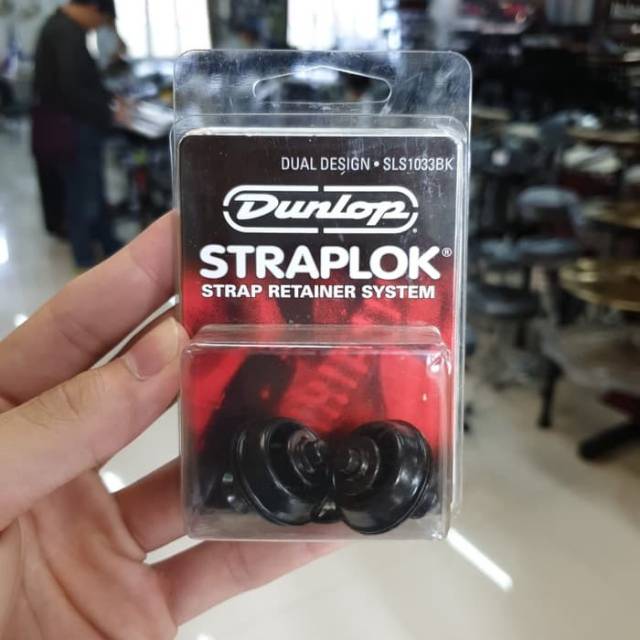 DUAL DESIGN • SLS1033BK
DUNLOP
STRAPLOK®
STRAP RETAINER SYSTEM